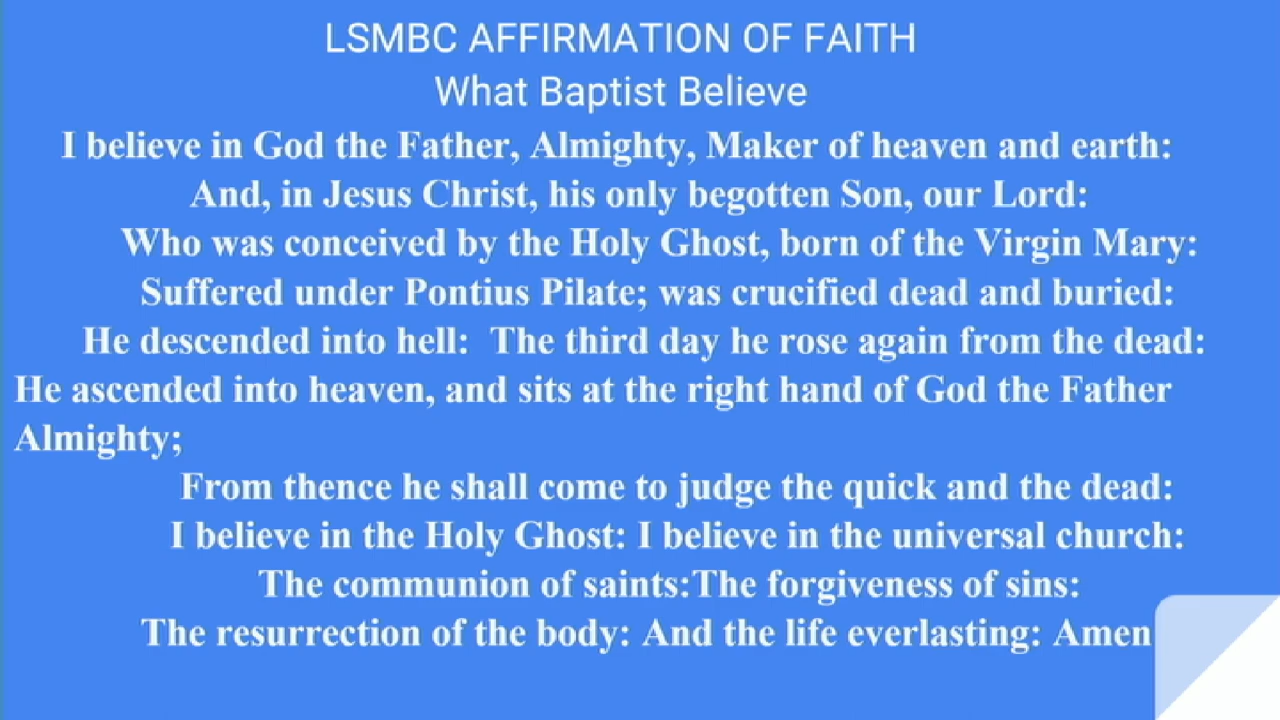 LSMBC AFFIRMATION OF FAITH
What Baptist Believe
I believe in God the Father, Almighty, Maker of heaven and earth:
And, in Jesus Christ, his only begotten Son, our Lord:
Who was conceived by the Holy Ghost, born of the Virgin Mary:
Suffered under Pontius Pilate; was crucified dead and buried:
He descended into hell:  The third day he rose again from the dead:
He ascended into heaven, and sits at the right hand of God the Father
Almighty;
From thence he shall come to judge the quick and the dead:
I believe in the Holy Ghost: I believe in the universal church:
The communion of saints:The forgiveness of sins:
The resurrection of the body: And the life everlasting: Amen